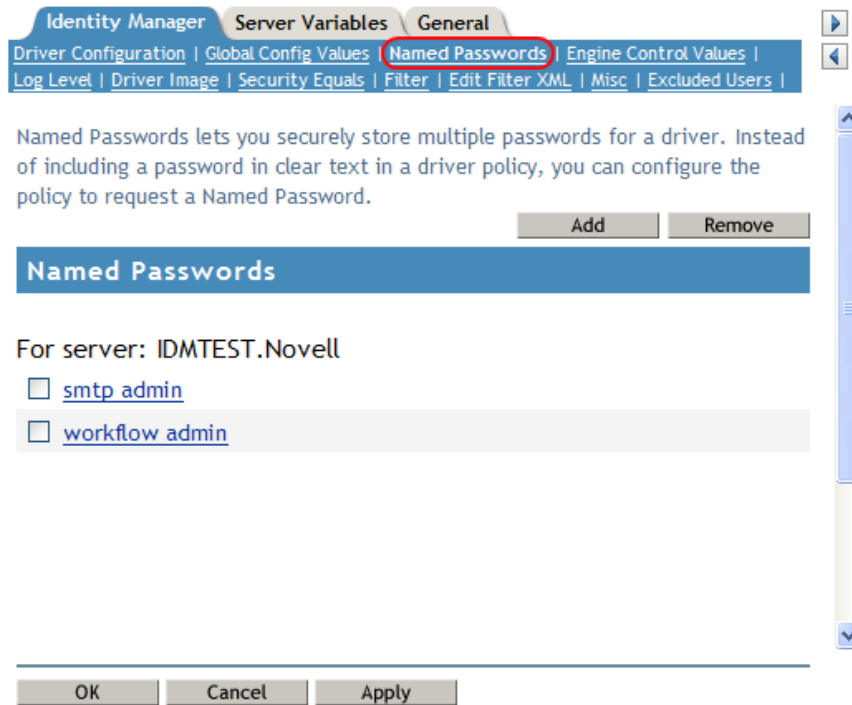 Identity Manager Server Variables General
Driver Configuration | Global Config Values | Named Passwords | Engine Control Values |
Log Level | Driver Image | Security Equals | Filter | Edit Filter XML | Misc | Excluded Users |
Named Passwords lets you securely store multiple passwords for a driver. Instead
of including a password in clear text in a driver policy, you can configure the
policy to request a Named Password.
Add Remove
Named Passwords
For server: IDMTEST.Novell
smtp admin
workflow admin
OK Cancel Apply